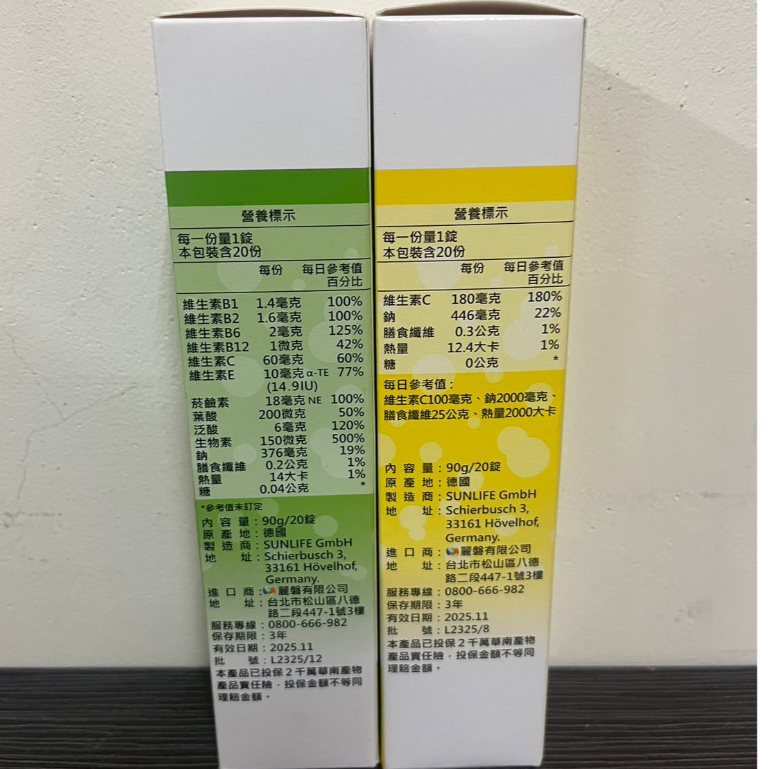 營養標示
每一份量1錠
本包裝含20份
每份 每日參考值
百分比
維生素B1 1.4毫克 100%
維生素B2 1.6毫克 100%
維生素B6 2毫克 125%
維生素B12 1微克 42%
維生素C 60毫克 60%
維生素E 10毫克α-TE 77%
(14.9IU)
菸鹼素 18毫克NE 100%
葉酸 200微克 50%
泛酸 6毫克 120%
生物素 150微克 500%
鈉 376毫克 19%
膳食纖維 0.2公克 1%
熱量 14大卡 1%
糖 0.04公克 *
*參考值未訂定
內容量:90g/20錠
原產地:德國
製造商:SUNLIFE GmbH
地址:Schierbusch 3,
33161 Hövelhof,
Germany.
進口商:麗磐有限公司
地址:台北市松山區八德
路二段447-1號3樓
服務專線:0800-666-982
保存期限:3年
有效日期:2025.11
批號:L2325/12
本產品已投保2千萬華南產物
產品責任險,投保金額不等同
理賠金額。
營養標示
每一份量1錠
本包裝含20份
每份 每日參考值
百分比
維生素C 180毫克 180%
鈉 446毫克 22%
膳食纖維 0.3公克 1%
熱量 12.4大卡 1%
糖 0公克 *
每日參考值:
維生素C100毫克、鈉2000毫克、
膳食纖維25公克、熱量2000大卡
內容量:90g/20錠
原產地:德國
製造商:SUNLIFE GmbH
地址:Schierbusch 3,
33161 Hövelhof,
Germany.
進口商:麗磐有限公司
地址:台北市松山區八德
路二段447-1號3樓
服務專線:0800-666-982
保存期限:3年
有效日期:2025.11
批號:L2325/8
本產品已投保2千萬華南產物
產品責任險,投保金額不等同
理賠金額。